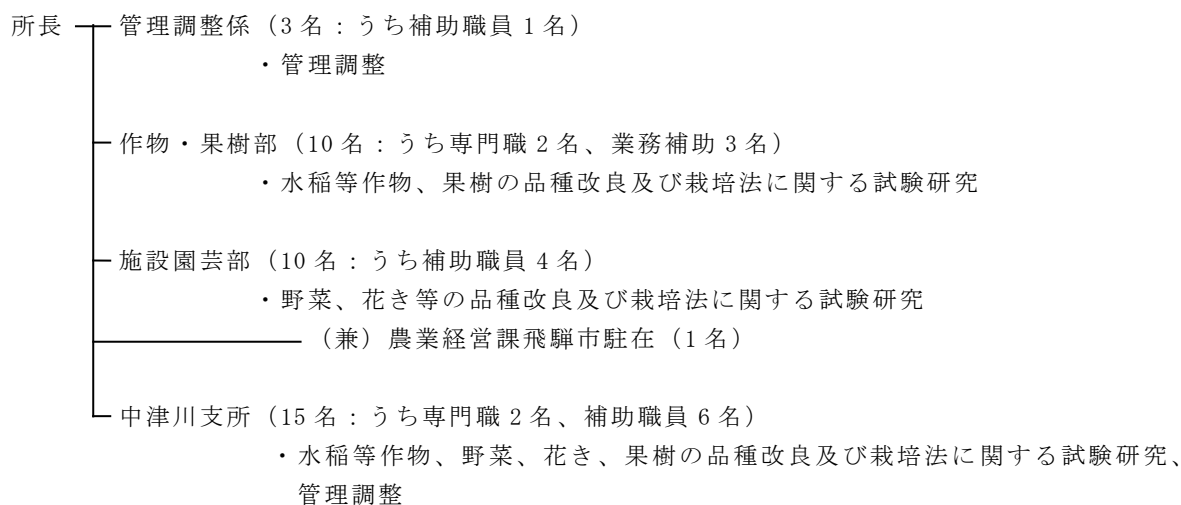 所長 管理調整係（3名：うち補助職員1名）
・管理調整
作物・果樹部（10名：うち専門職2名、業務補助3名）
・水稲等作物、果樹の品種改良及び栽培法に関する試験研究
施設園芸部（10名：うち補助職員4名）
・野菜、花き等の品種改良及び栽培法に関する試験研究
（兼）農業経営課飛騨市駐在（1名）
中津川支所（15名：うち専門職2名、補助職員6名）
・水稲等作物、野菜、花き、果樹の品種改良及び栽培法に関する試験研究、
管理調整